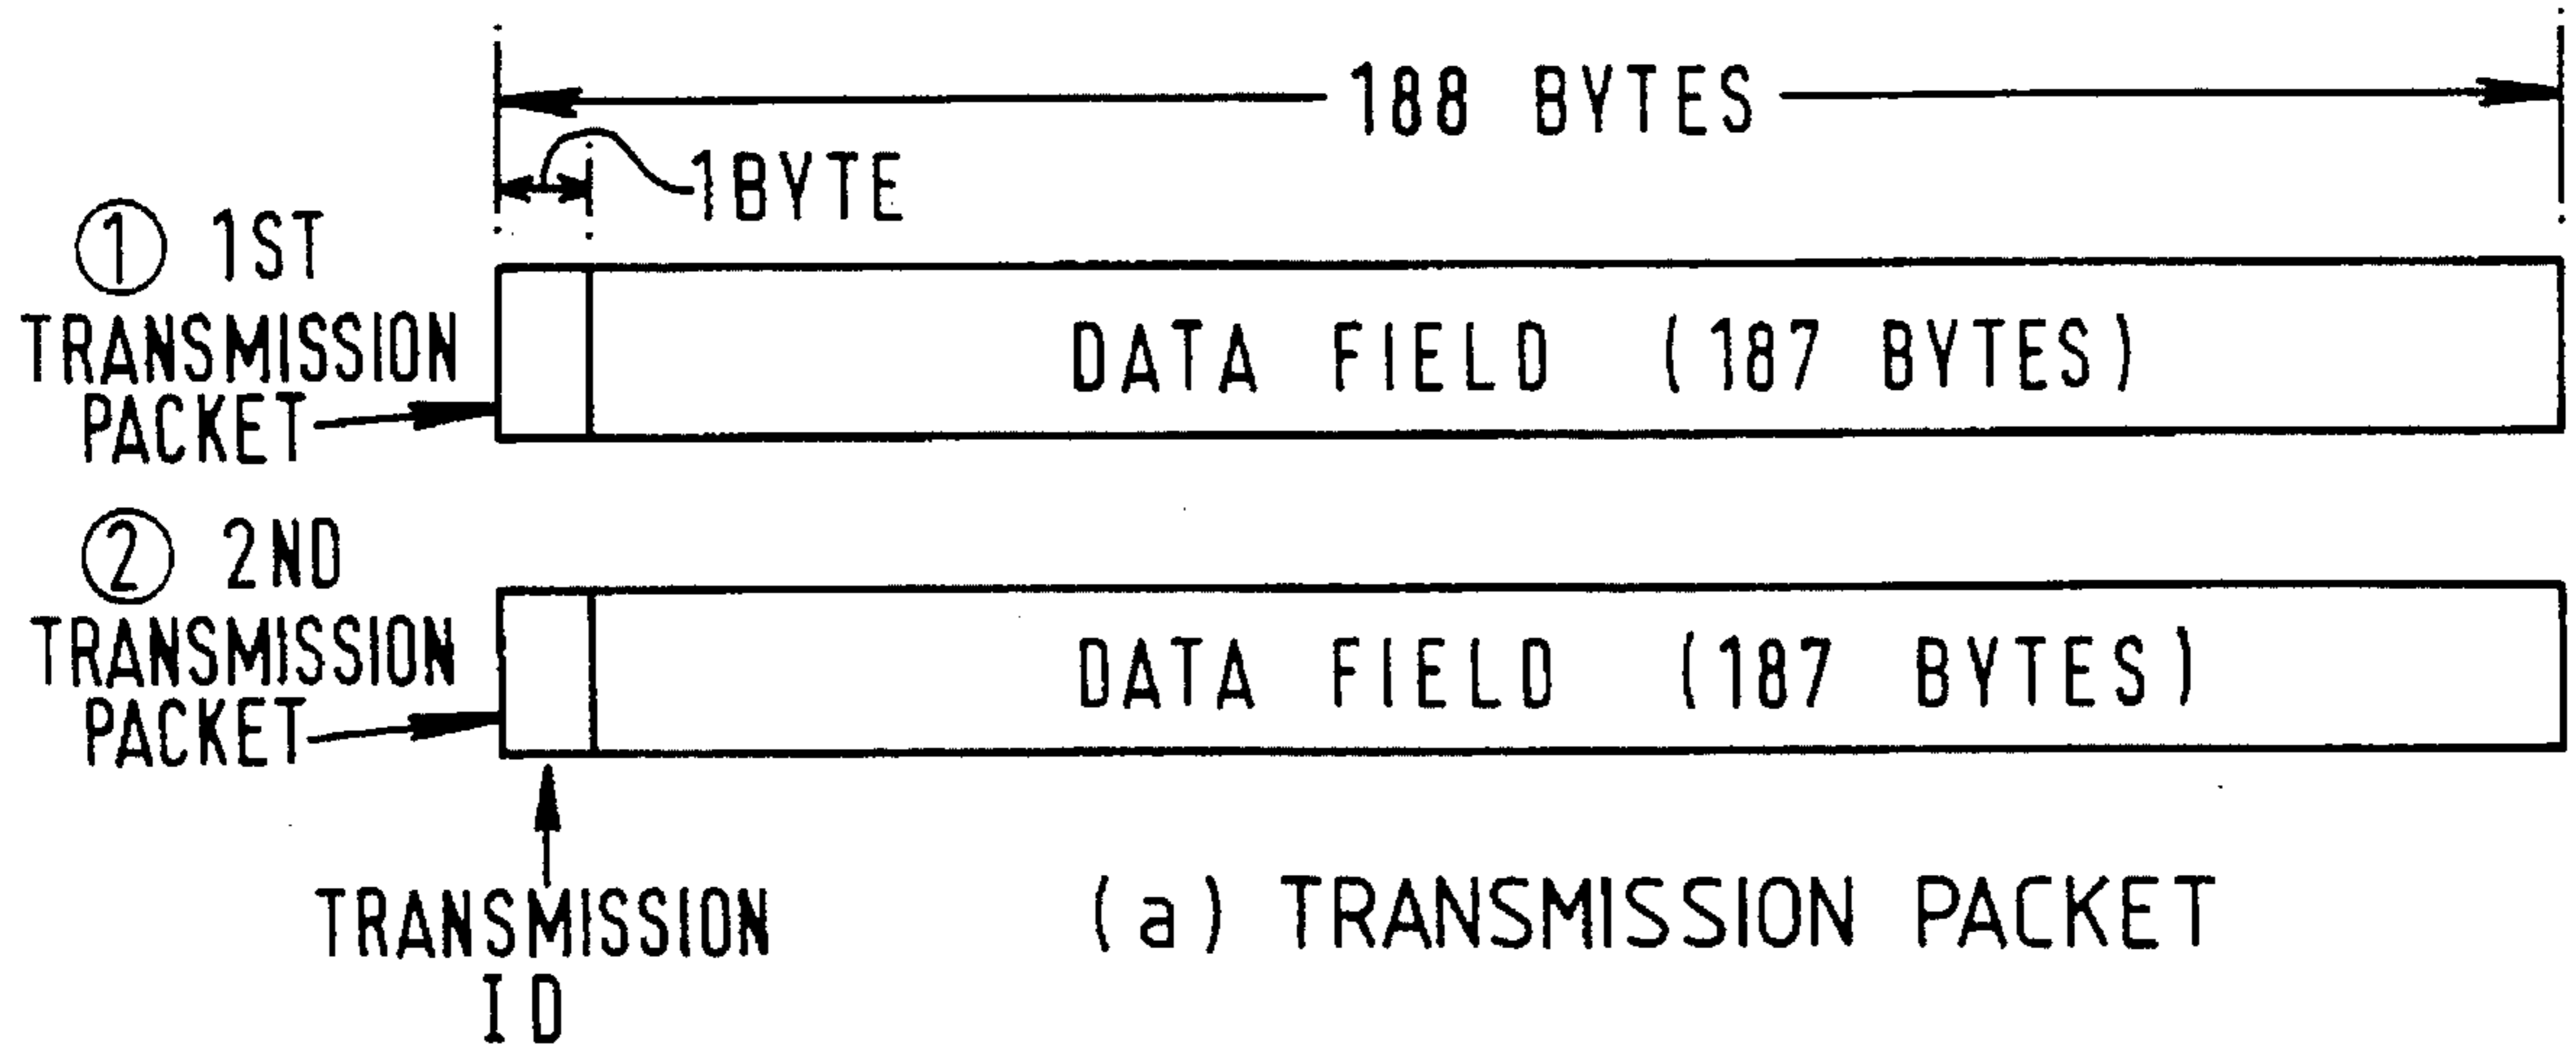 188 BYTES
1BYTE
① 1ST
TRANSMISSION
PACKET
DATA FIELD (187 BYTES)
② 2ND
TRANSMISSION
PACKET
DATA FIELD (187 BYTES)
TRANSMISSION
ID
(a) TRANSMISSION PACKET